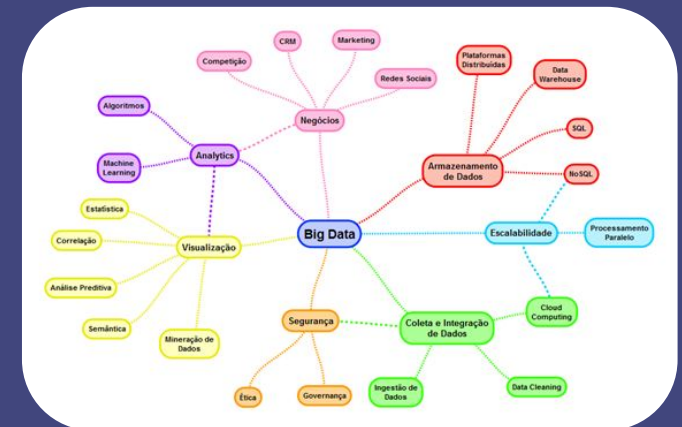 CRM
Marketing
Competição
Redes Sociais
Negócios
Plataformas
Distribuídas
Data
Warehouse
SQL
NoSQL
Armazenamento
de Dados
Algoritmos
Machine
Learning
Analytics
Estatística
Correlação
Análise Preditiva
Semântica
Mineração de
Dados
Visualização
Big Data
Escalabilidade
Processamento
Paralelo
Cloud
Computing
Segurança
Ética
Governança
Coleta e Integração
de Dados
Ingestão de
Dados
Data Cleaning